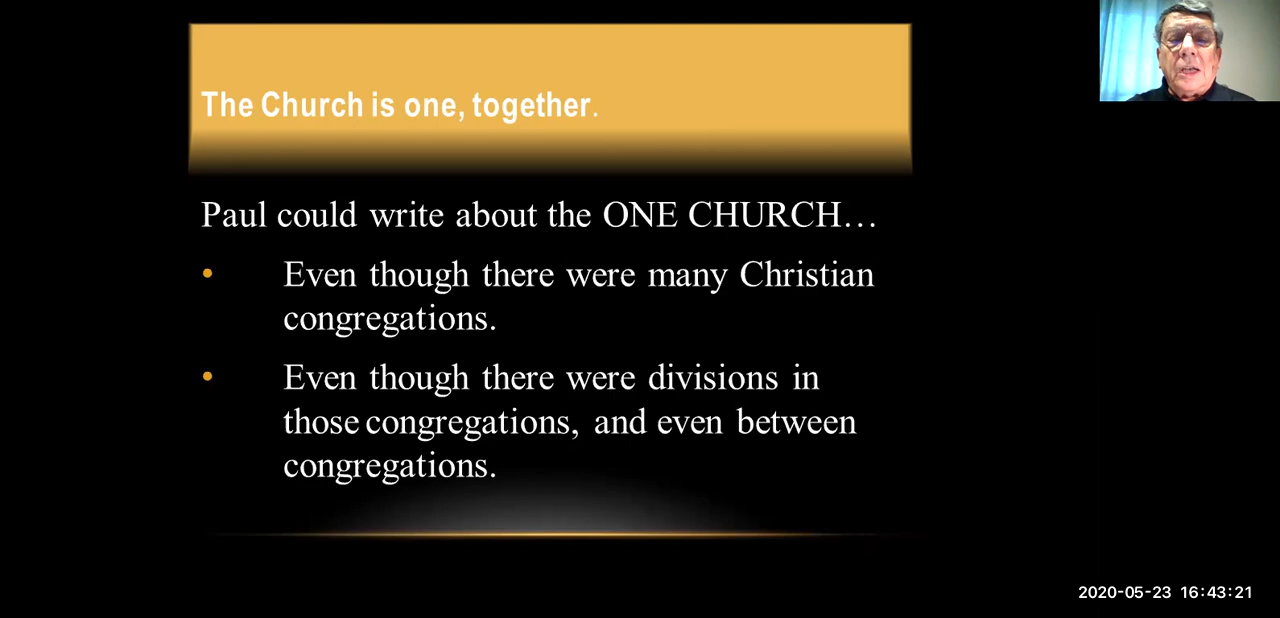 The Church is one, together.
Paul could write about the ONE CHURCH…
• Even though there were many Christian
congregations.
• Even though there were divisions in
those congregations, and even between
congregations.
2020-05-23 16:43:21